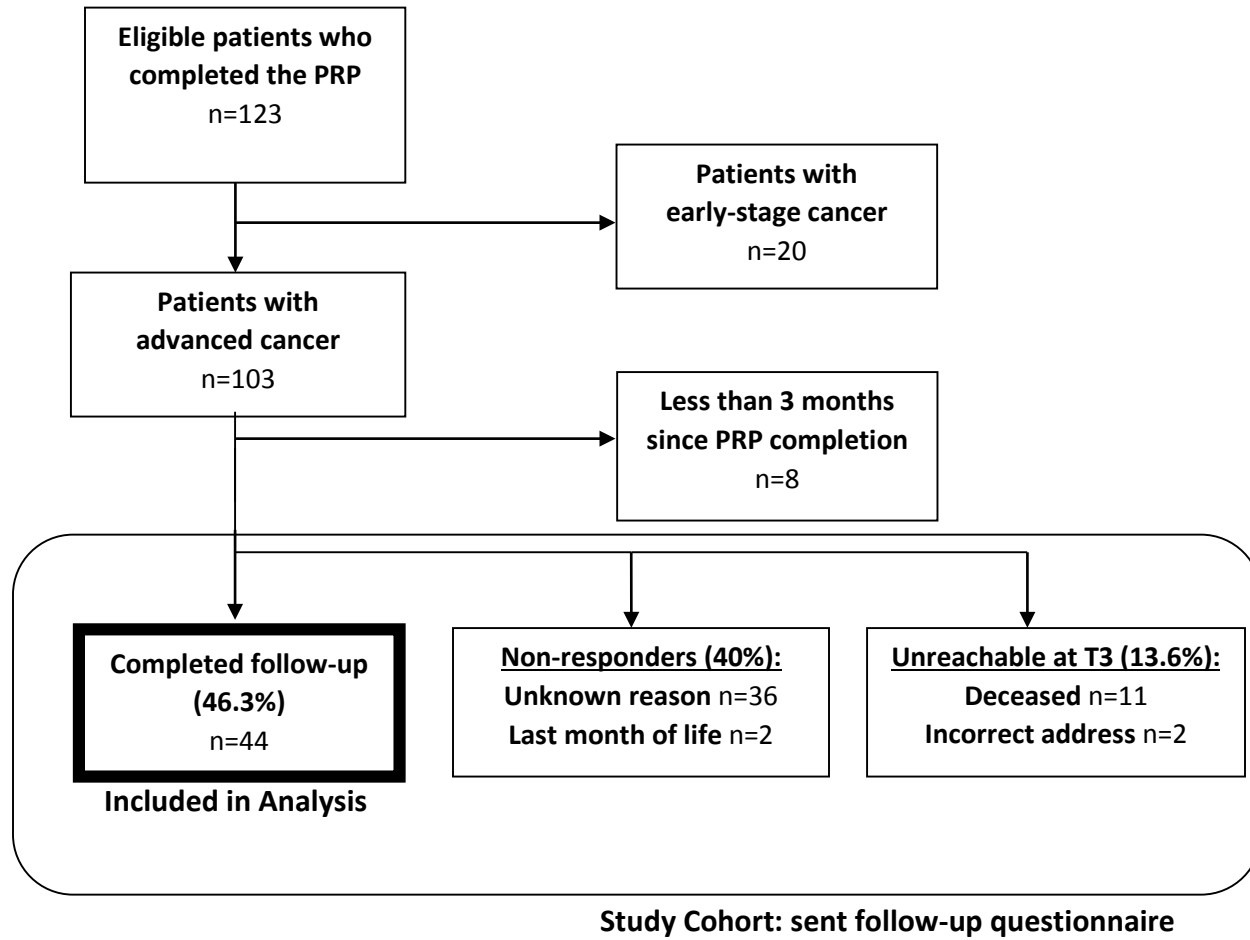 Eligible patients who
completed the PRP
n=123
Patients with
early-stage cancer
n=20
Patients with
advanced cancer
n=103
Less than 3 months
since PRP completion
n=8
Completed follow-up
(46.3%)
n=44
Included in Analysis
Non-responders (40%):
Unknown reason n=36
Last month of life n=2
Unreachable at T3 (13.6%):
Deceased n=11
Incorrect address n=2
Study Cohort: sent follow-up questionnaire